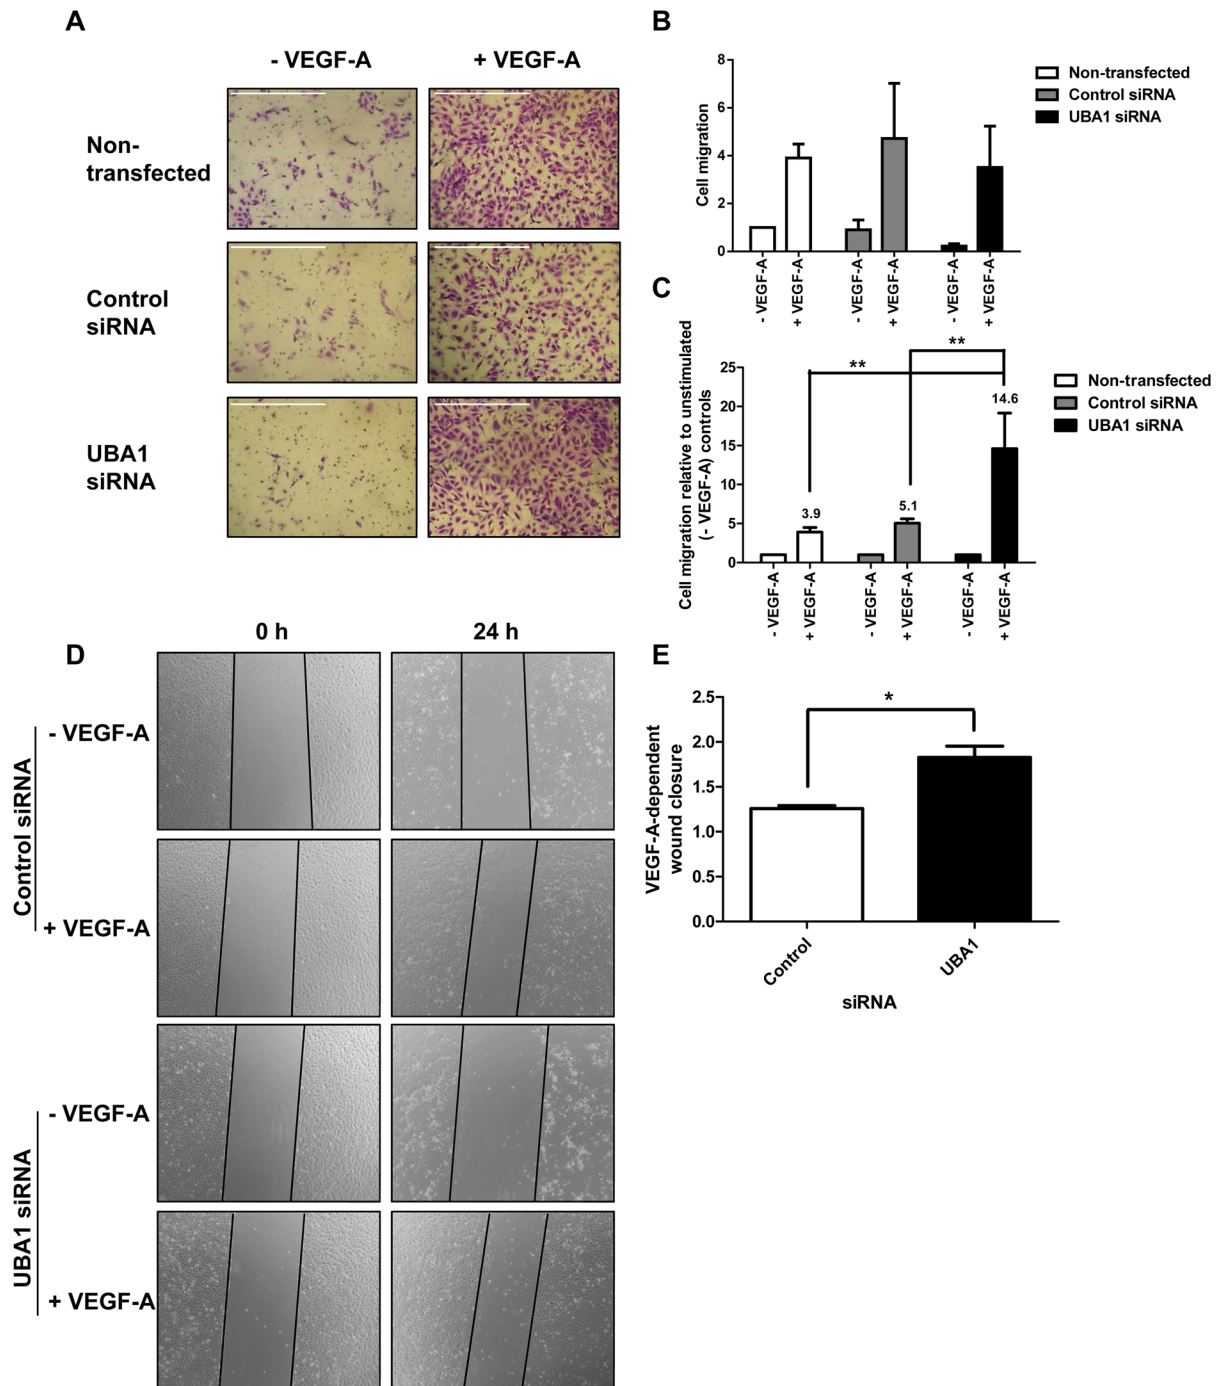 A
- VEGF-A
+ VEGF-A
Non-
transfected
Control
siRNA
UBA1
siRNA
B
Cell migration
8
6
4
2
0
- VEGF-A
+ VEGF-A
- VEGF-A
+ VEGF-A
- VEGF-A
+ VEGF-A
Non-transfected
Control siRNA
UBA1 siRNA
C
Cell migration relative to unstimulated
(- VEGF-A) controls
25
20
15
10
5
0
**
**
3.9
5.1
14.6
- VEGF-A
+ VEGF-A
- VEGF-A
+ VEGF-A
- VEGF-A
+ VEGF-A
Non-transfected
Control siRNA
UBA1 siRNA
D
0 h
24 h
Control siRNA
- VEGF-A
+ VEGF-A
UBA1 siRNA
- VEGF-A
+ VEGF-A
E
VEGF-A-dependent
wound closure
2.5
2.0
1.5
1.0
0.5
0.0
*
Control
UBA1
siRNA